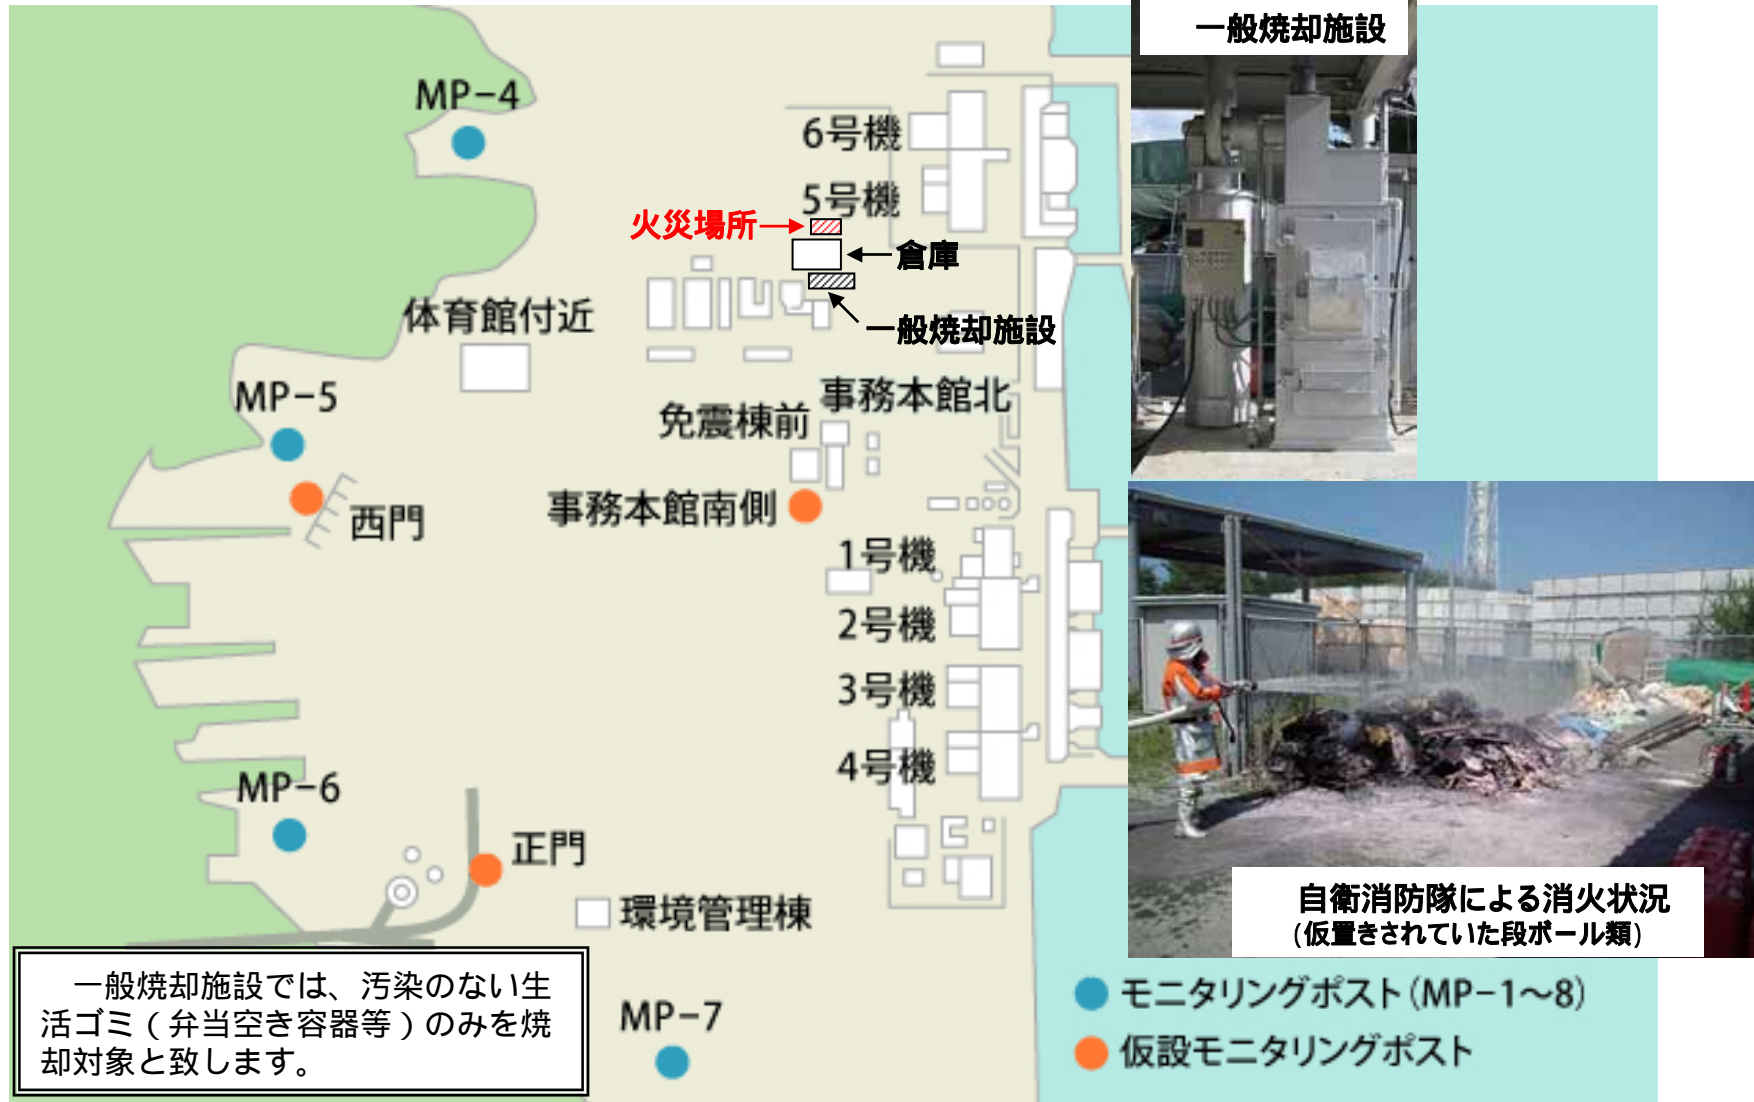 一般焼却施設
MP-4
6号機
5号機
火災場所
倉庫
体育館付近
一般焼却施設
MP-5
事務本館北
免震棟前
西門
事務本館南側
1号機
2号機
3号機
4号機
MP-6
正門
環境管理棟
自衛消防隊による消火状況
(仮置きされていた段ボール類)
一般焼却施設では、汚染のない生
活ゴミ(弁当空き容器等)のみを焼
却対象と致します。
MP-7
モニタリングポスト(MP-1〜8)
仮設モニタリングポスト